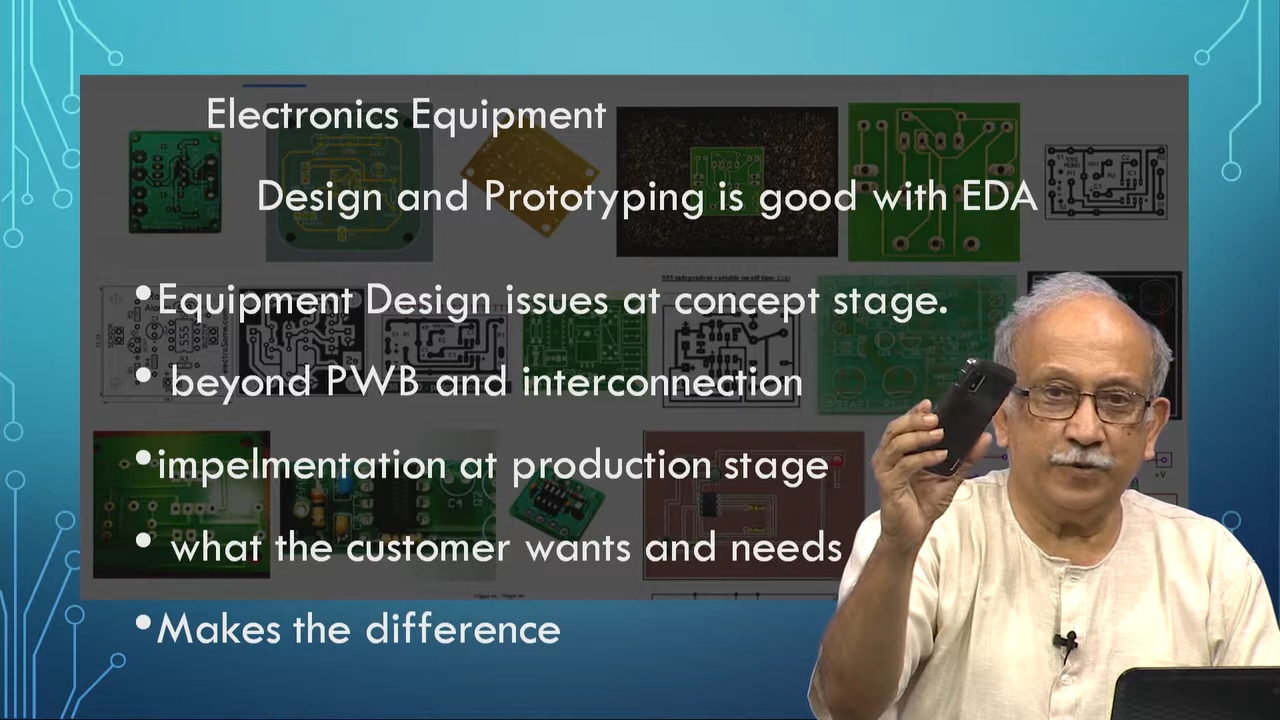 Electronics Equipment
Design and Prototyping is good with EDA
•Equipment Design issues at concept stage.
• beyond PWB and interconnection
•impelmentation at production stage
• what the customer wants and needs
•Makes the difference